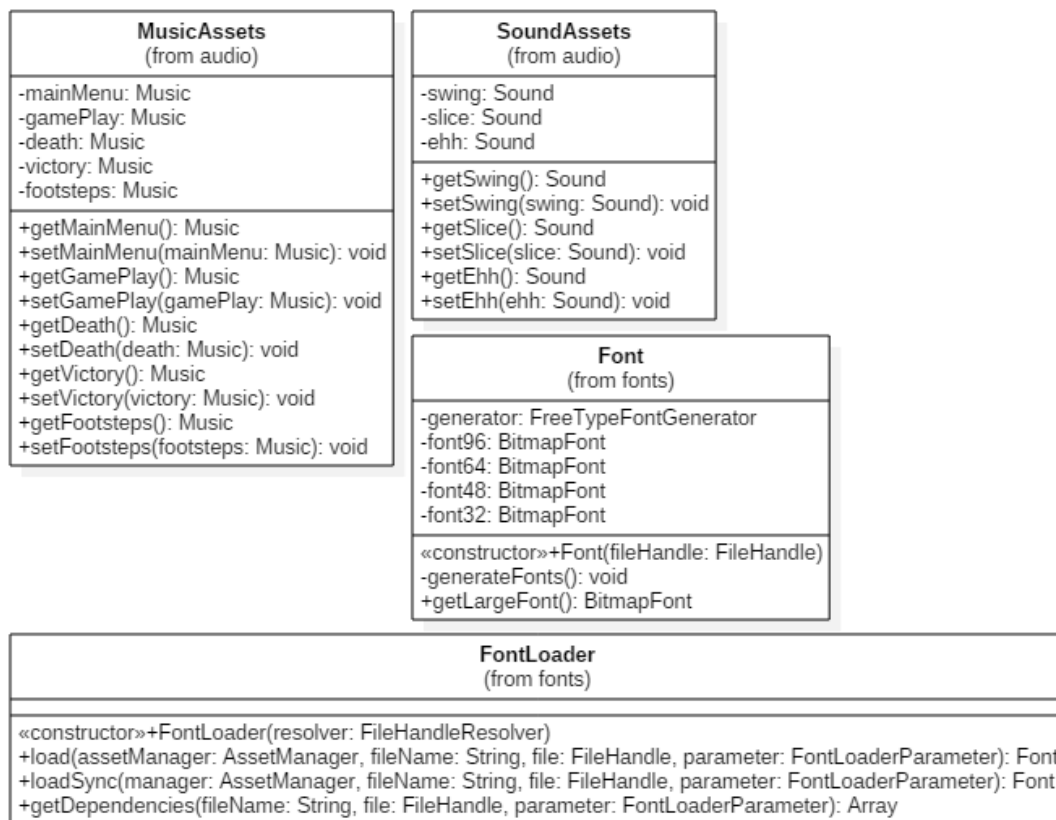 MusicAssets
(from audio)
-mainMenu: Music
-gamePlay: Music
-death: Music
-victory: Music
-footsteps: Music
+getMainMenu(): Music
+setMainMenu(mainMenu: Music): void
+getGamePlay(): Music
+setGamePlay(gamePlay: Music): void
+getDeath(): Music
+setDeath(death: Music): void
+getVictory(): Music
+setVictory(victory: Music): void
+getFootsteps(): Music
+setFootsteps(footsteps: Music): void
SoundAssets
(from audio)
-swing: Sound
-slice: Sound
-ehh: Sound
+getSwing(): Sound
+setSwing(swing: Sound): void
+getSlice(): Sound
+setSlice(slice: Sound): void
+getEhh(): Sound
+setEhh(ehh: Sound): void
Font
(from fonts)
-generator: FreeTypeFontGenerator
-font96: BitmapFont
-font64: BitmapFont
-font48: BitmapFont
-font32: BitmapFont
«constructor»+Font(fileHandle: FileHandle)
-generateFonts(): void
+getLargeFont(): BitmapFont
FontLoader
(from fonts)
«constructor»+FontLoader(resolver: FileHandleResolver)
+load(assetManager: AssetManager, fileName: String, file: FileHandle, parameter: FontLoaderParameter): Font
+loadSync(manager: AssetManager, fileName: String, file: FileHandle, parameter: FontLoaderParameter): Font
+getDependencies(fileName: String, file: FileHandle, parameter: FontLoaderParameter): Array